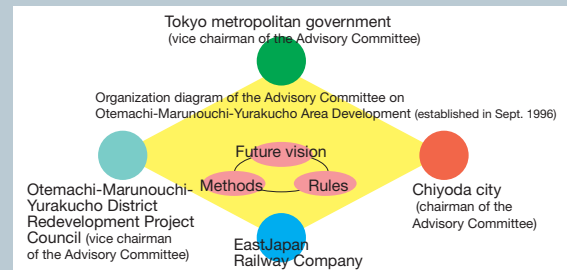 Tokyo metropolitan government
(vice chairman of the Advisory Committee)
Organization diagram of the Advisory Committee on
Otemachi-Marunouchi-Yurakucho Area Development (established in Sept. 1996)
Future vision
Methods
Rules
Otemachi-Marunouchi-
Yurakucho District
Redevelopment Project
Council (vice chairman
of the Advisory Committee)
Chiyoda city
(chairman of the
Advisory Committee)
EastJapan
Railway Company